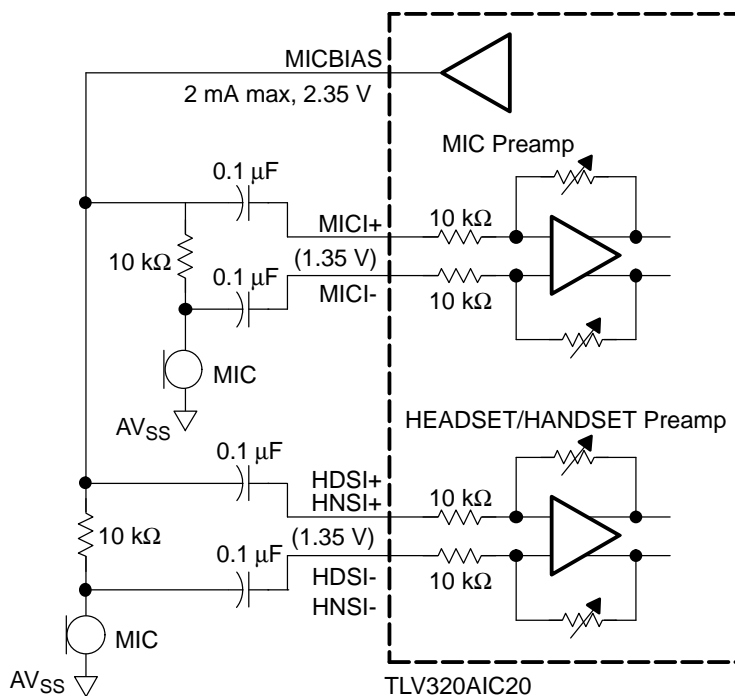 MICBIAS
2 mA max, 2.35 V
MIC Preamp
0.1 μF
MICI+
10 kΩ
10 kΩ
0.1 μF
(1.35 V)
MICI-
10 kΩ
MIC
AVSS
HEADSET/HANDSET Preamp
0.1 μF
HDSI+
HNSI+
10 kΩ
10 kΩ
0.1 μF
(1.35 V)
10 kΩ
HDSI-
HNSI-
MIC
AVSS
TLV320AIC20